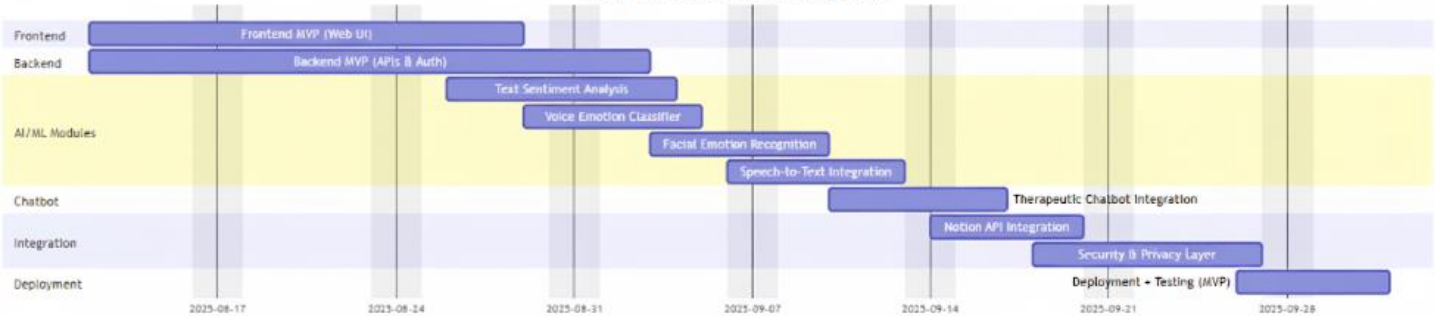 Frontend
Frontend MVP (Web UI)
Backend
Backend MVP (APIs & Auth)
AI/ML Modules
Text Sentiment Analysis
Voice Emotion Classifier
Facial Emotion Recognition
Speech-to-Text Integration
Chatbot
Therapeutic Chatbot Integration
Integration
Notion API Integration
Security & Privacy Layer
Deployment
Deployment + Testing (MVP)
2025-08-17
2025-08-24
2025-08-31
2025-09-07
2025-09-14
2025-09-21
2025-09-28